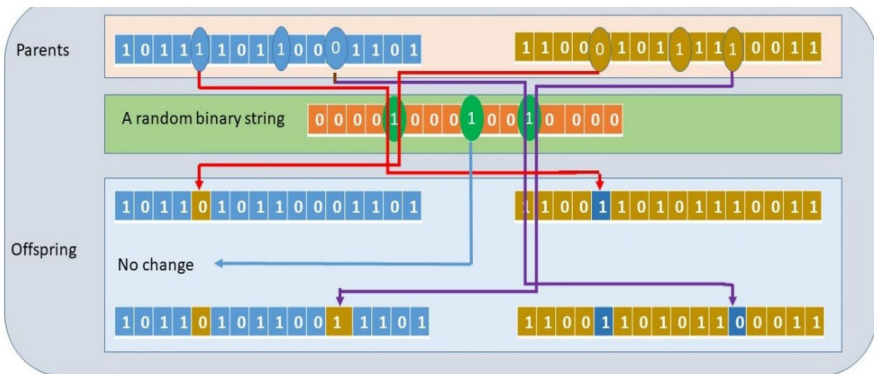 Parents
1 0 1 1 1 1 0 1 1 0 0 0 1 1 0 1
1 1 0 0 0 1 0 1 1 1 1 0 0 1 1
A random binary string
0 0 0 0 1 0 0 0 1 0 0 1 0 0 0 0
1 0 1 1 0 1 0 1 1 0 0 0 1 1 0 1
1 1 0 0 1 1 0 1 0 1 1 1 0 0 1 1
Offspring
No change
1 0 1 1 0 1 0 1 1 0 0 1 1 1 0 1
1 1 0 0 1 1 0 1 0 1 1 0 0 0 1 1